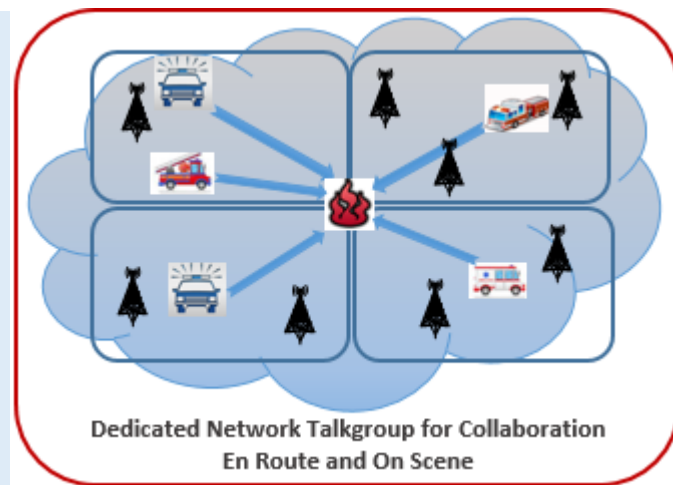 Dedicated Network Talkgroup for Collaboration
En Route and On Scene